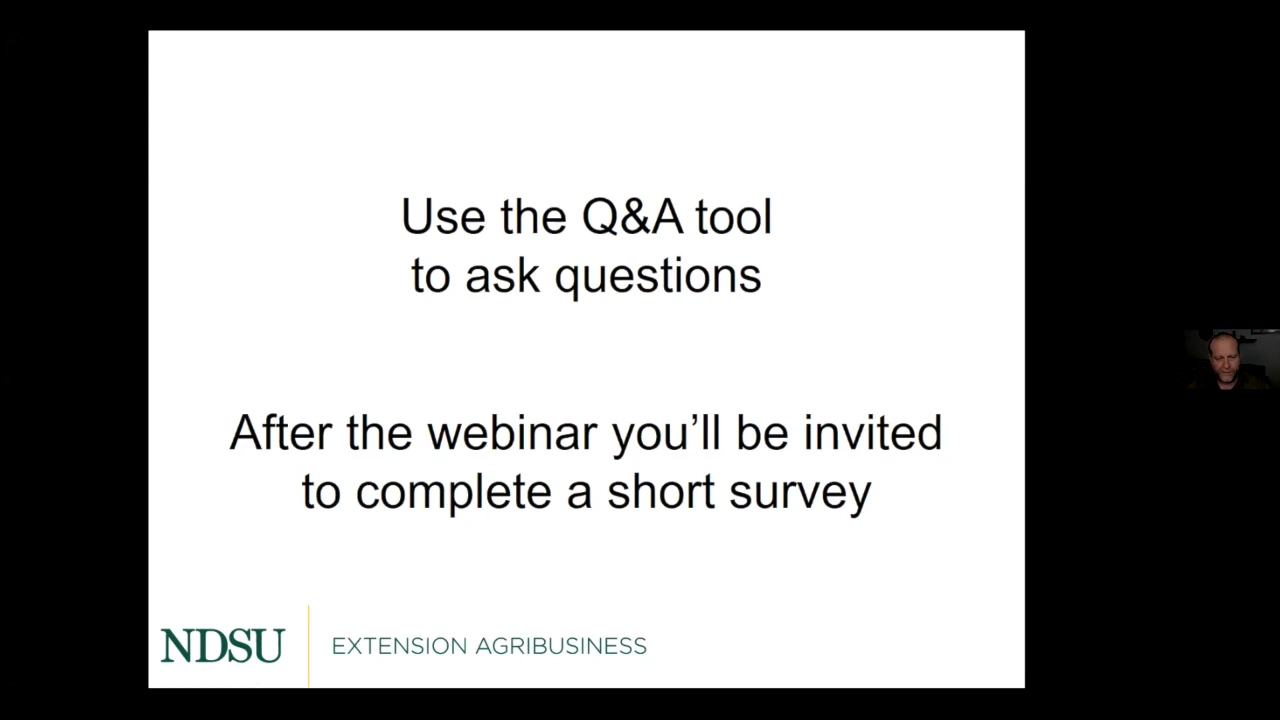 Use the Q&A tool
to ask questions
After the webinar you’ll be invited
to complete a short survey
NDSU
EXTENSION AGRIBUSINESS